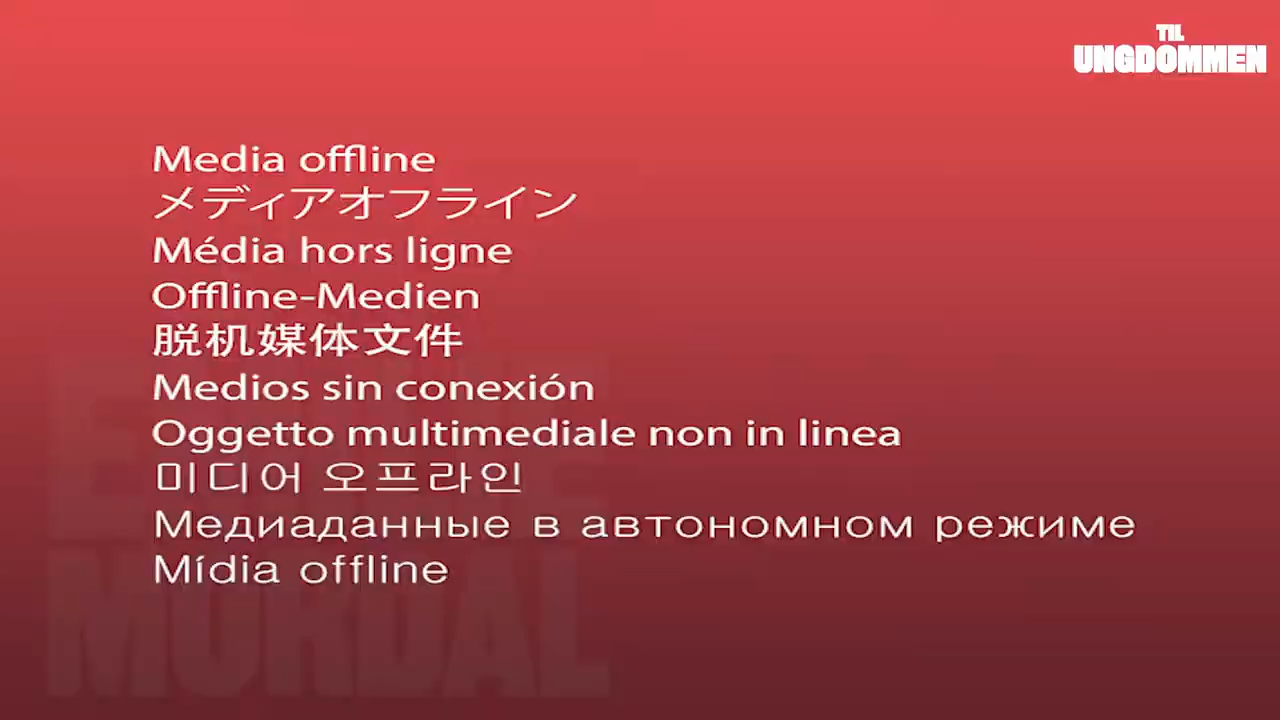 TIL
UNGDOMMEN
Media offline
メディアオフライン
Média hors ligne
Offline-Medien
脱机媒体文件
Medios sin conexión
Oggetto multimediale non in linea
미디어 오프라인
Медиаданные в автономном режиме
Mídia offline
MORDAL